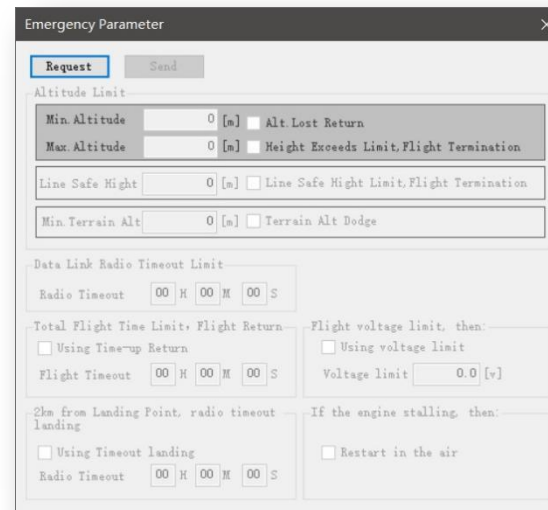 Emergency Parameter ×
Request Send
Altitude Limit
Min.Altitude 0 [m] Alt.Lost Return
Max.Altitude 0 [m] Height Exceeds Limit,Flight Termination
Line Safe Hight 0 [m] Line Safe Hight Limit,Flight Termination
Min.Terrain Alt 0 [m] Terrain Alt Dodge
Data Link Radio Timeout Limit
Radio Timeout 00 H 00 M 00 S
Total Flight Time Limit, Flight Return
Using Time-up Return
Flight Timeout 00 H 00 M 00 S
Flight voltage limit, then:
Using voltage limit
Voltage limit 0.0 [v]
2km from Landing Point, radio timeout
landing
Using Timeout landing
Radio Timeout 00 H 00 M 00 S
If the engine stalling, then:
Restart in the air